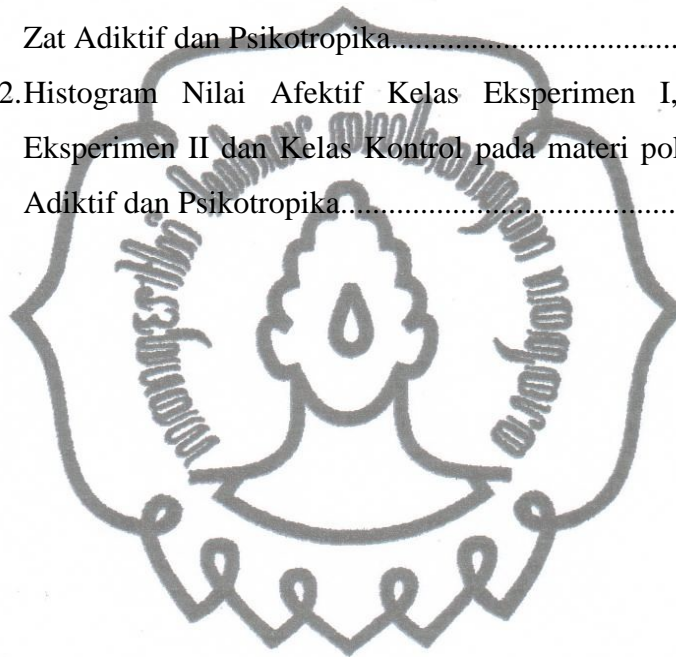 Zat Adiktif dan Psikotropika..........................................
2.Histogram Nilai Afektif Kelas Eksperimen I,
Eksperimen II dan Kelas Kontrol pada materi pol
Adiktif dan Psikotropika................................................